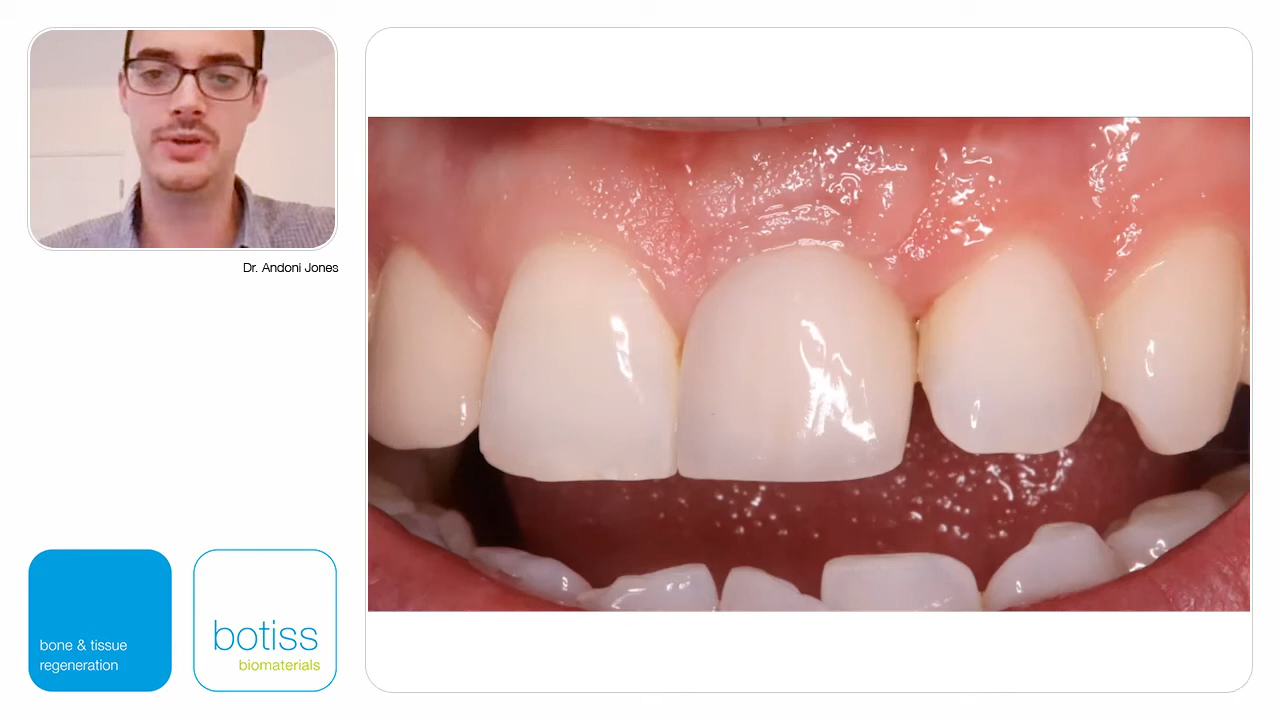 Dr. Andoni Jones
bone & tissue
regeneration
botiss
biomaterials